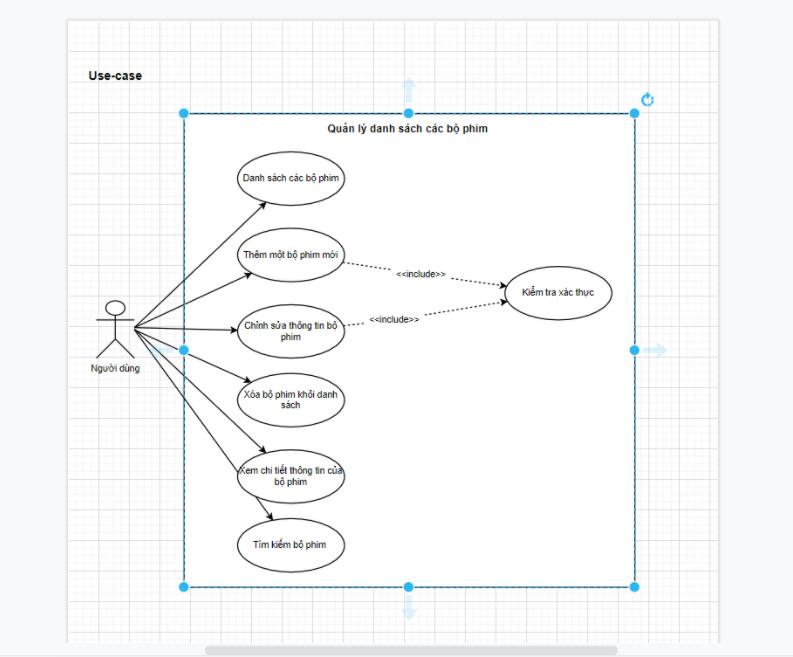 Use-case
Quản lý danh sách các bộ phim
Danh sách các bộ phim
Thêm một bộ phim mới
<<include>>
Kiểm tra xác thực
<<include>>
Chỉnh sửa thông tin bộ
phim
Người dùng
Xóa bộ phim khỏi danh
sách
Xem chi tiết thông tin của
bộ phim
Tìm kiếm bộ phim